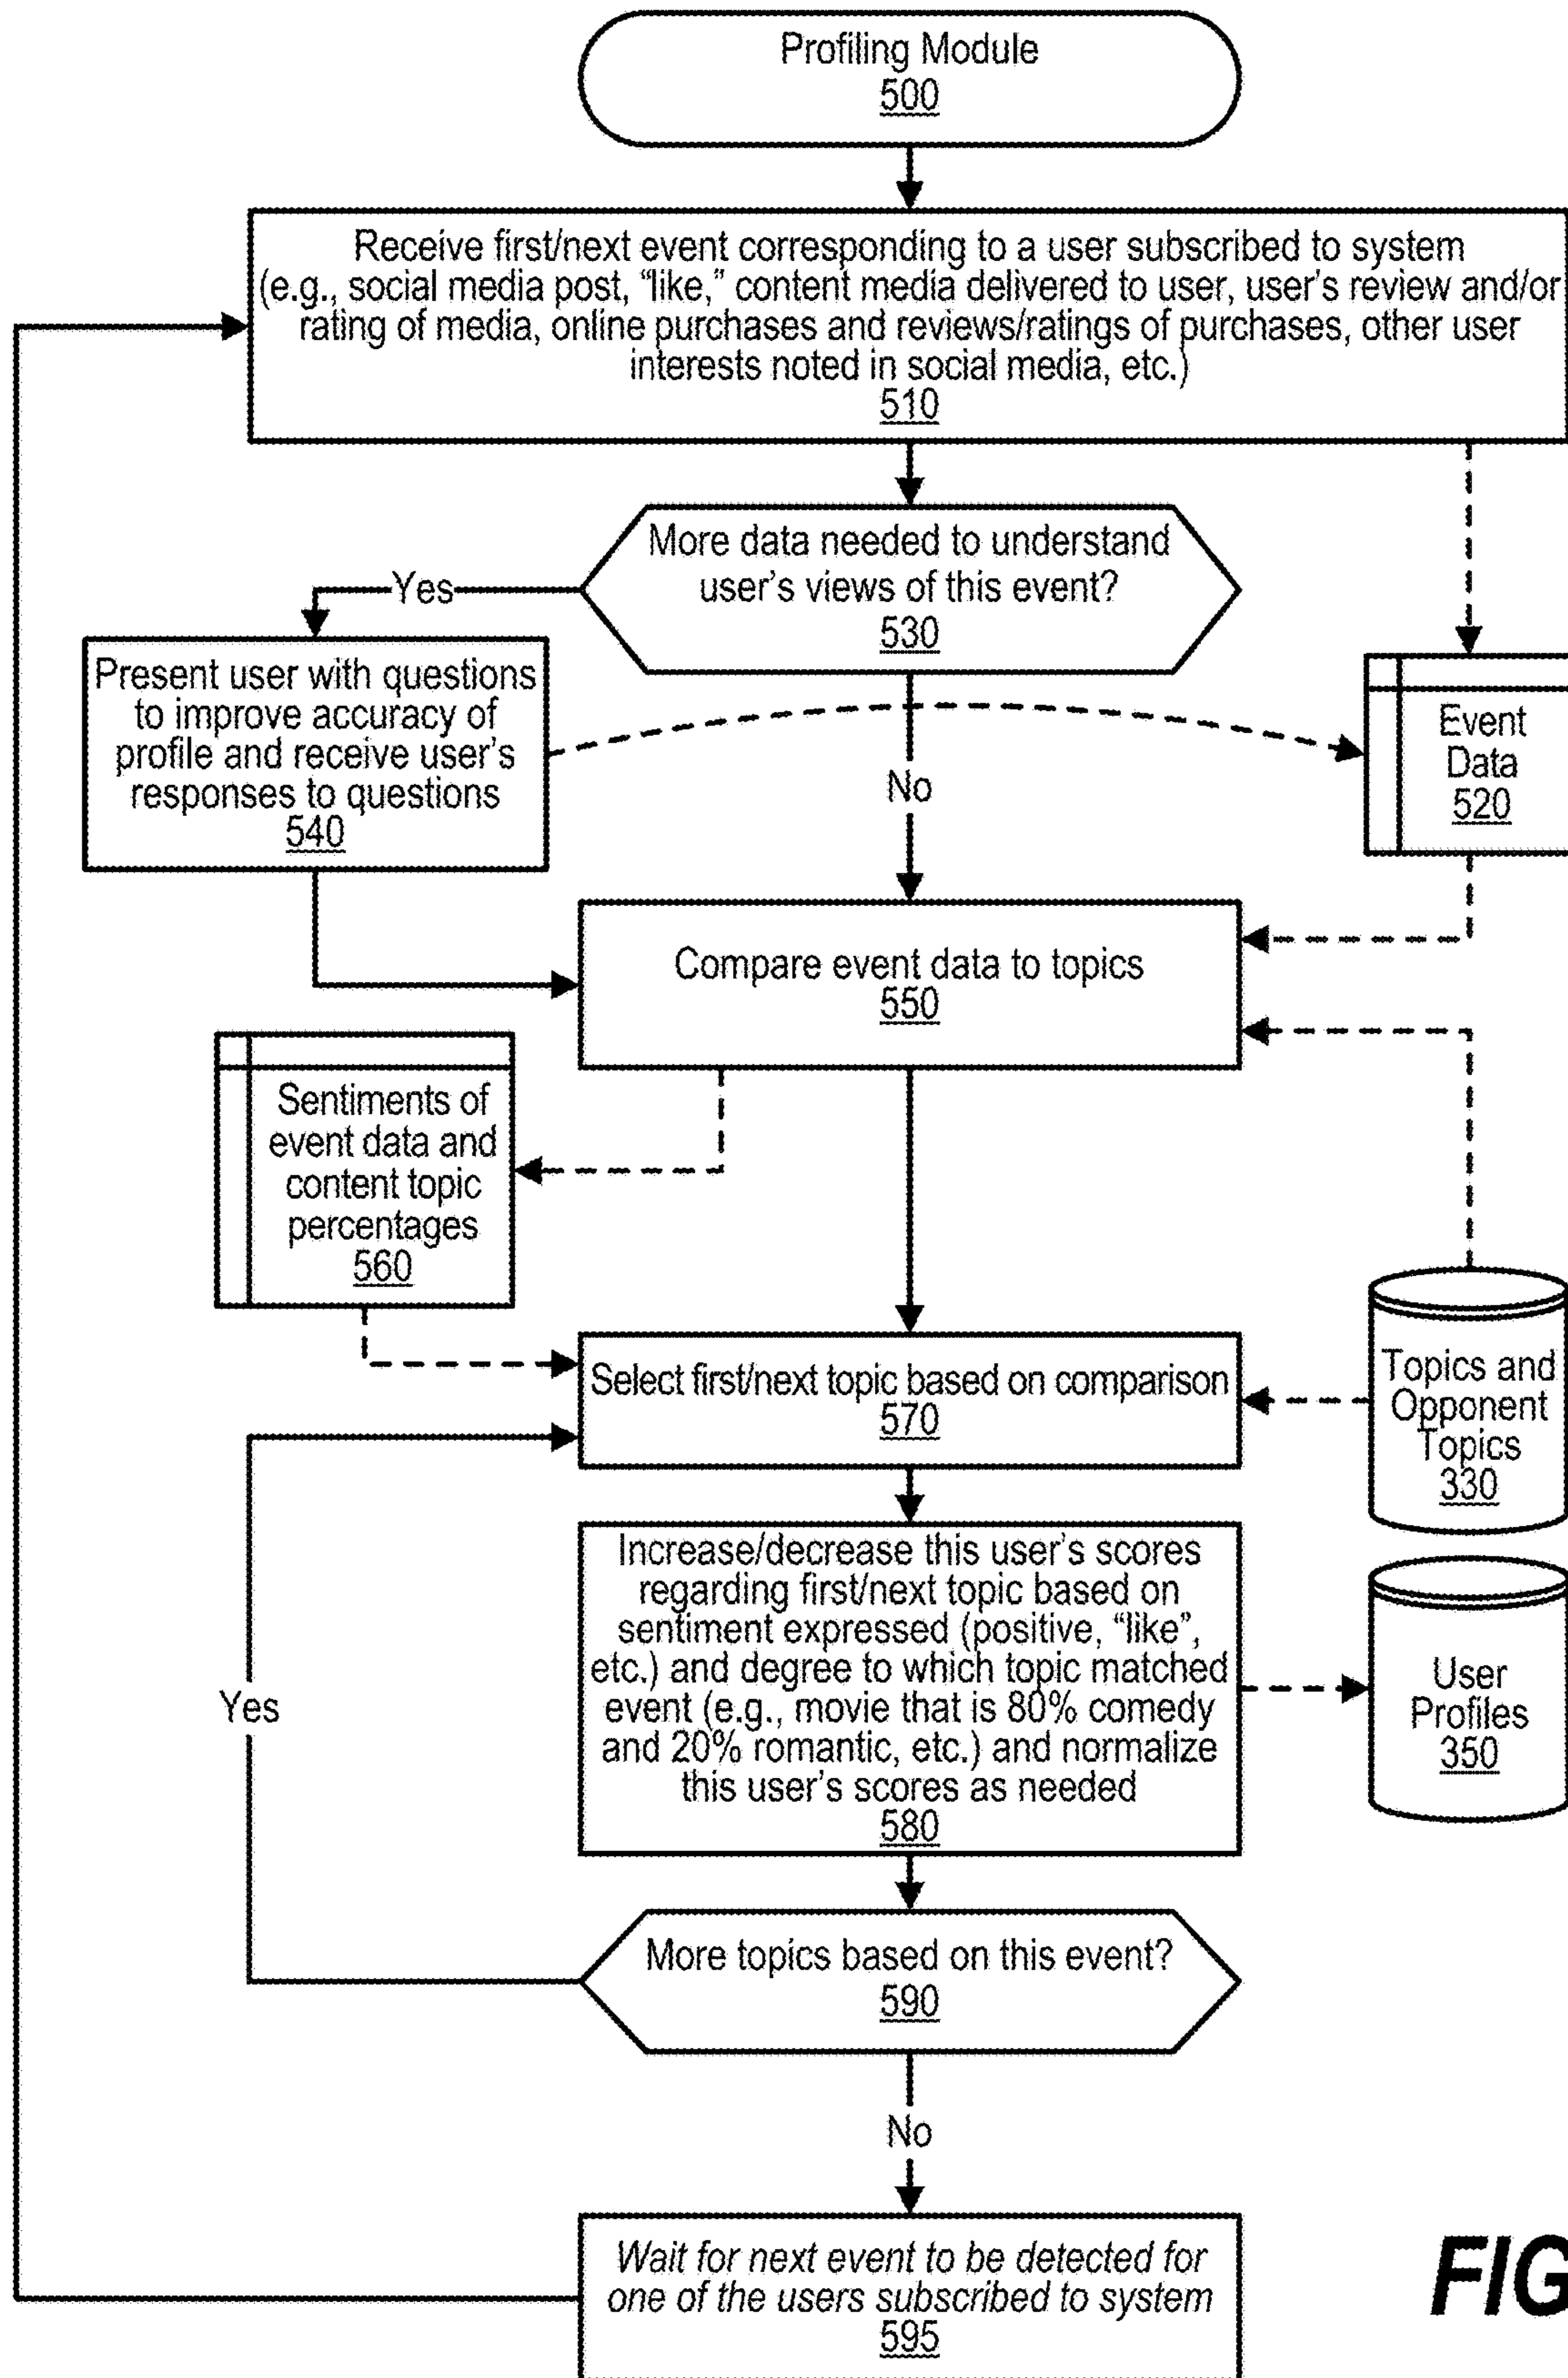 Profiling Module
500
Receive first/next event corresponding to a user subscribed to system
(e.g., social media post, “like,” content media delivered to user, user’s review and/or
rating of media, online purchases and reviews/ratings of purchases, other user
interests noted in social media, etc.)
510
More data needed to understand
user’s views of this event?
530
Yes
Present user with questions
to improve accuracy of
profile and receive user’s
responses to questions
540
No
Event
Data
520
Compare event data to topics
550
Sentiments of
event data and
content topic
percentages
560
Select first/next topic based on comparison
570
Topics and
Opponent
Topics
330
Increase/decrease this user’s scores
regarding first/next topic based on
sentiment expressed (positive, “like”,
etc.) and degree to which topic matched
event (e.g., movie that is 80% comedy
and 20% romantic, etc.) and normalize
this user’s scores as needed
580
User
Profiles
350
Yes
More topics based on this event?
590
No
Wait for next event to be detected for
one of the users subscribed to system
595
FIG